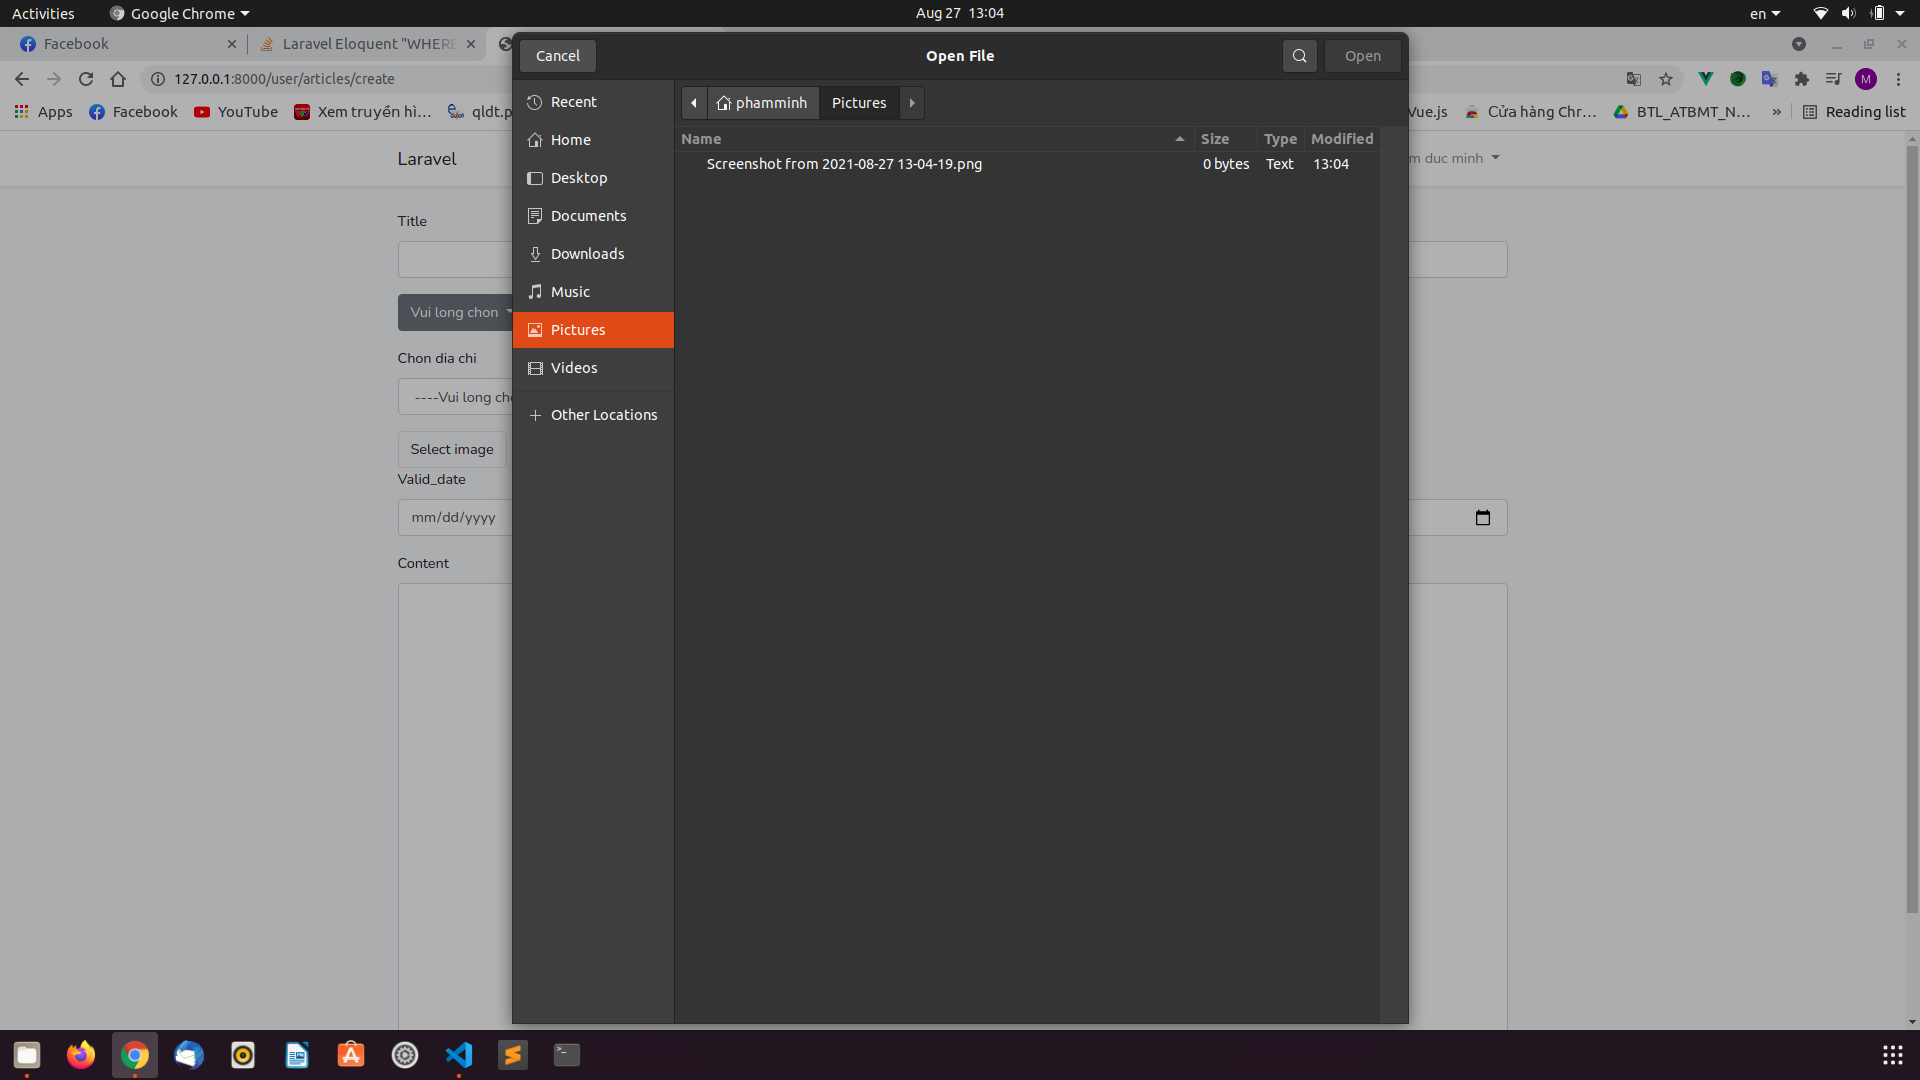 Activities
Google Chrome
Aug 27 13:04
en
Facebook
Laravel Eloquent "WHERE
127.0.0.1:8000/user/articles/create
M
Apps
Facebook
YouTube
Xem truyền hì...
qldt.p
Vue.js
Cửa hàng Chr...
BTL_ATBMT_N...
»
Reading list
Cancel
Open File
Open
Recent
Home
Desktop
Documents
Downloads
Music
Pictures
Videos
Other Locations
phamminh
Pictures
Name
Size
Type
Modified
Screenshot from 2021-08-27 13-04-19.png
0 bytes
Text
13:04
Laravel
m duc minh
Title
Vui long chon
Chon dia chi
----Vui long cho
Select image
Valid_date
mm/dd/yyyy
Content